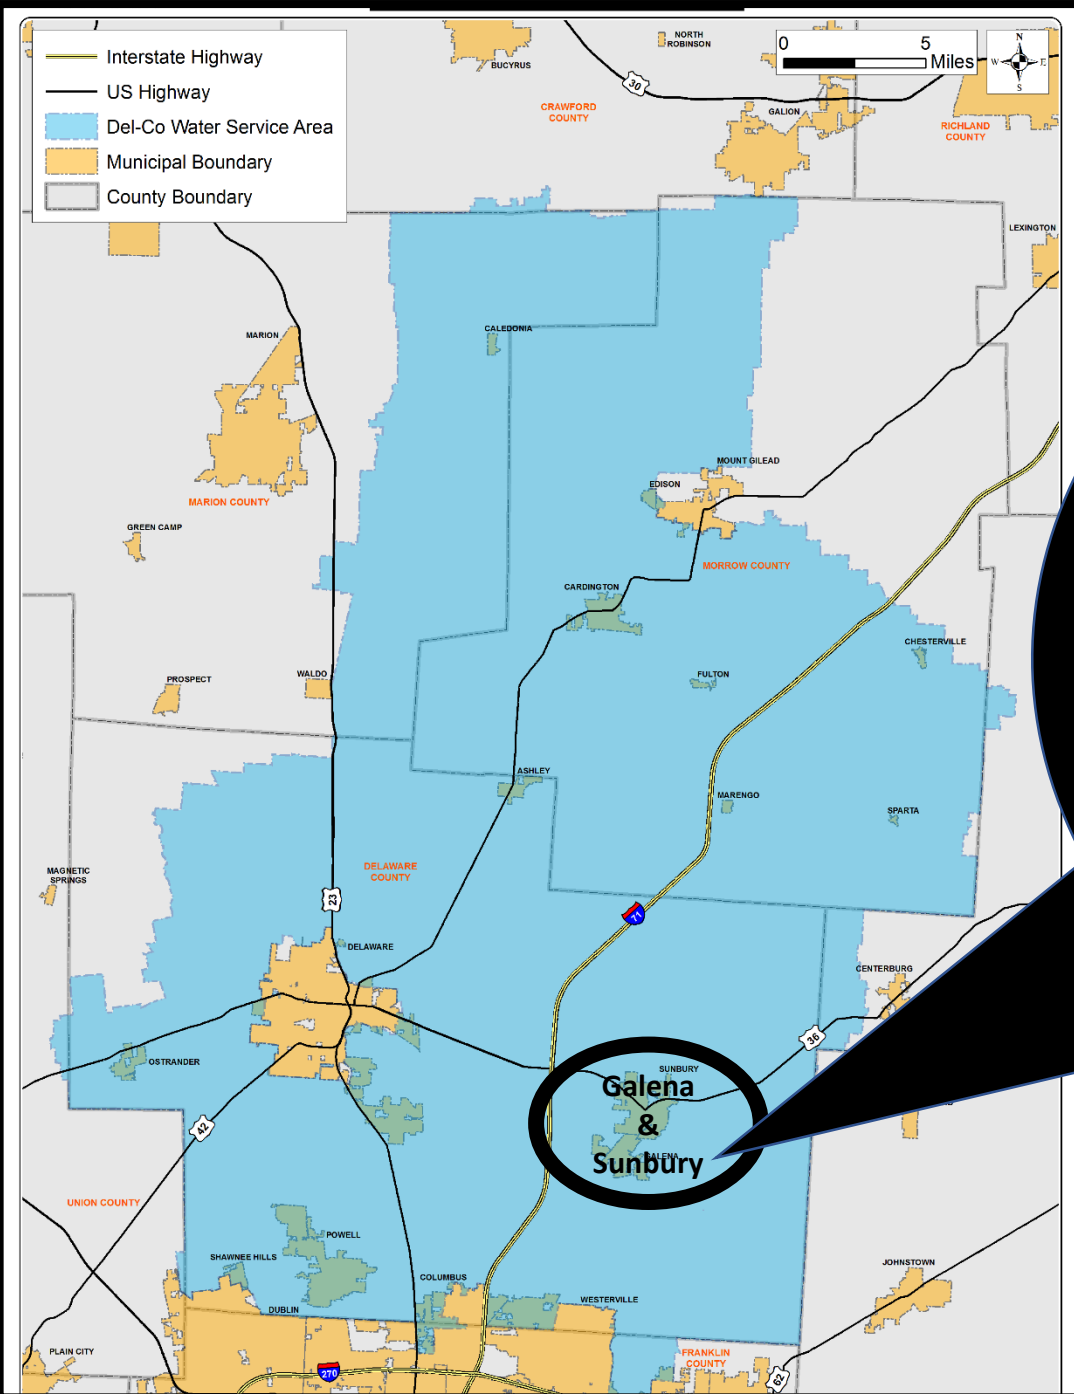 Interstate Highway
US Highway
Del-Co Water Service Area
Municipal Boundary
County Boundary
0 5
Miles
N
W E
S
NORTH
ROBINSON
BUCYRUS
30
CRAWFORD
COUNTY
GALION
RICHLAND
COUNTY
LEXINGTON
CALEDONIA
MARION
MARION COUNTY
MOUNT GILEAD
EDISON
GREEN CAMP
MORROW COUNTY
CARDINGTON
CHESTERVILLE
FULTON
WALDO
PROSPECT
ASHLEY
MARENGO
SPARTA
DELAWARE
COUNTY
MAGNETIC
SPRINGS
23
71
DELAWARE
CENTERBURG
36
OSTRANDER
SUNBURY
Galena
&
Sunbury
GALENA
42
UNION COUNTY
POWELL
SHAWNEE HILLS
COLUMBUS
JOHNSTOWN
WESTERVILLE
DUBLIN
PLAIN CITY
FRANKLIN
COUNTY
270
62